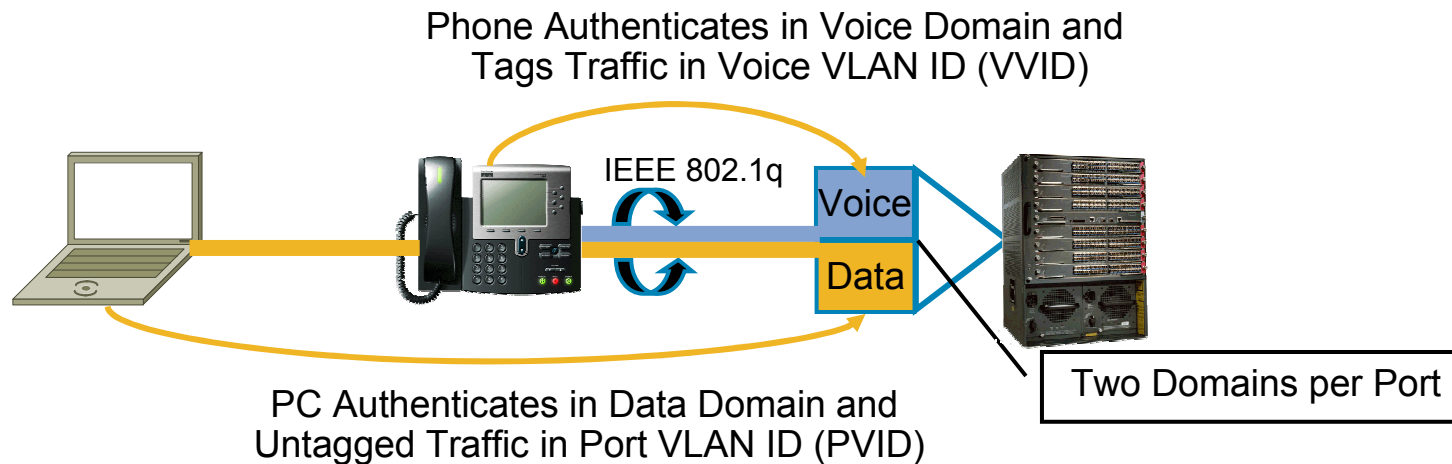 Phone Authenticates in Voice Domain and
Tags Traffic in Voice VLAN ID (VVID)
IEEE 802.1q
Voice
Data
Two Domains per Port
PC Authenticates in Data Domain and
Untagged Traffic in Port VLAN ID (PVID)